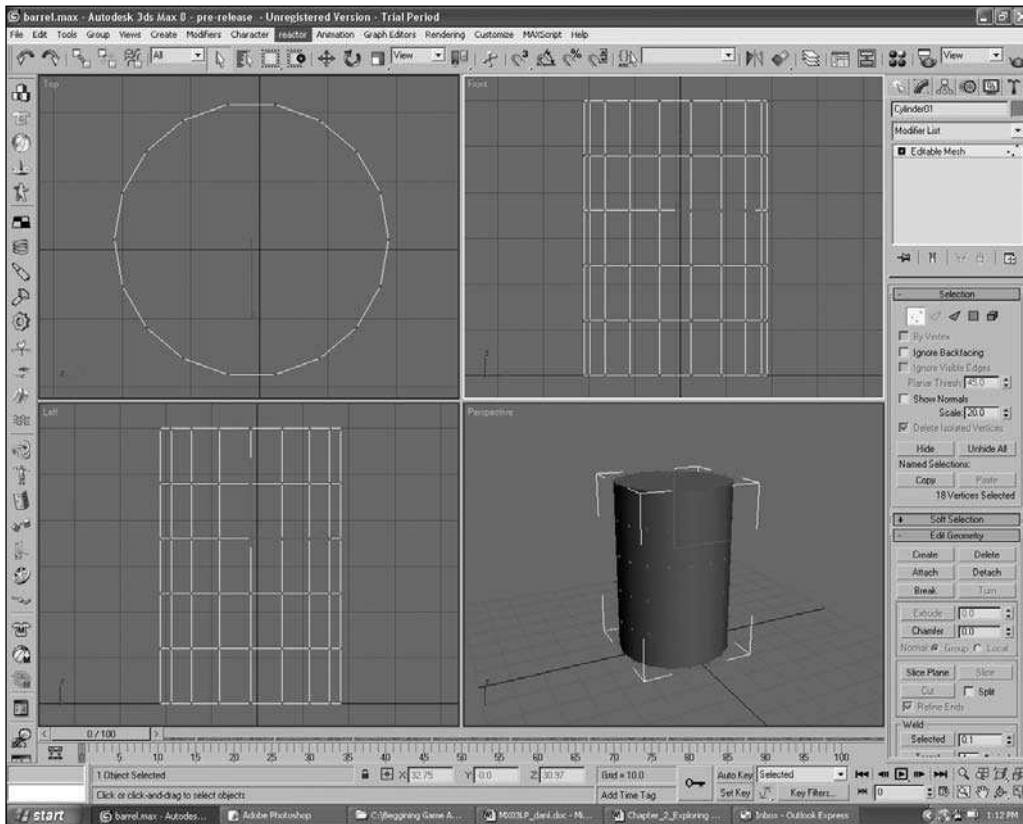 barrel.max - Autodesk 3ds Max 8 - pre-release - Unregistered Version - Trial Period
File Edit Tools Group Views Create Modifiers Character reactor Animation Graph Editors Rendering Customize MAXScript Help
All
View
View
Top
Front
Left
Perspective
Cylinder01
Modifier List
Editable Mesh
- Selection
By Vertex
Ignore Backfacing
Ignore Visible Edges
Planar Thresh 45.0
Show Normals
Scale: 20.0
Delete Isolated Vertices
Hide Unhide All
Named Selections:
Copy Paste
18 Vertices Selected
+ Soft Selection
- Edit Geometry
Create Delete
Attach Detach
Break Turn
Extrude 0.0
Chamfer 0.0
Normal: Group Local
Slice Plane Slice
Cut Split
Refine Ends
Weld
Selected 0.1
< 0 / 100 >
5 10 15 20 25 30 35 40 45 50 55 60 65 70 75 80 85 90 95 100
1 Object Selected X: 32.75 Y: 0.0 Z: 30.97 Grid = 10.0 Auto Key Selected
Click or click-and-drag to select objects Add Time Tag Set Key Key Filters... 0
start barrel.max - Autodes... Adobe Photoshop C:\Beggining Game A... MX03LP_dani.doc - Mi... Chapter_2_Exploring ... Inbox - Outlook Express 1:12 PM